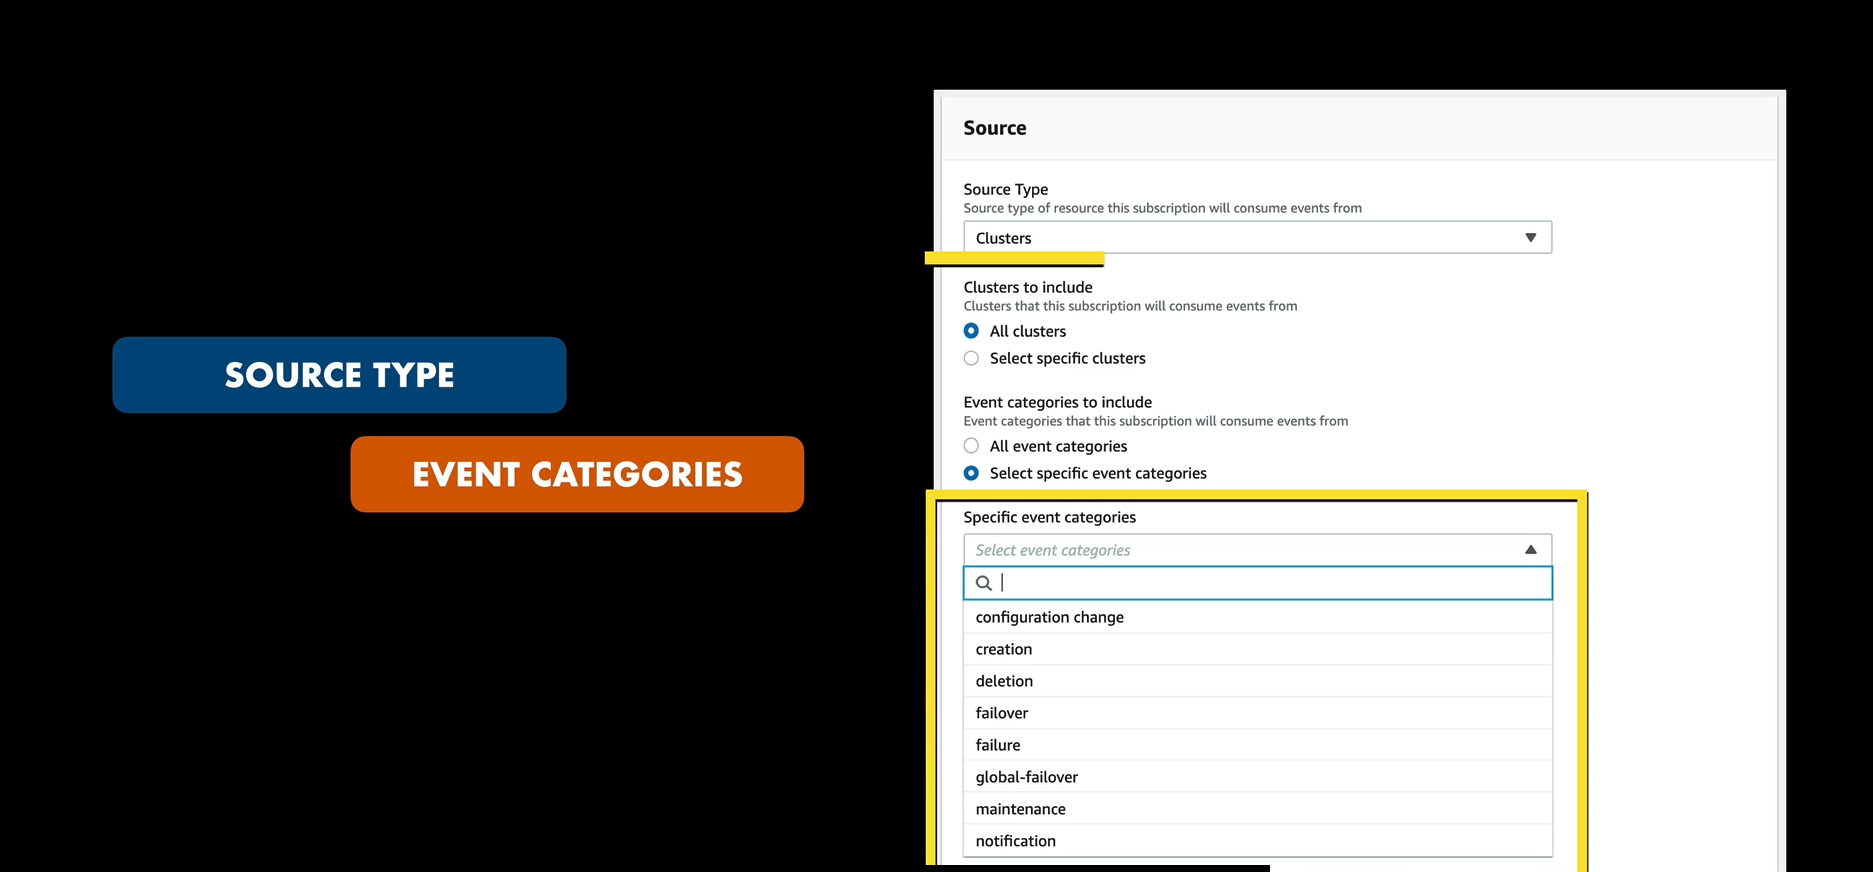 SOURCE TYPE
EVENT CATEGORIES
Source
Source Type
Source type of resource this subscription will consume events from
Clusters
Clusters to include
Clusters that this subscription will consume events from
All clusters
Select specific clusters
Event categories to include
Event categories that this subscription will consume events from
All event categories
Select specific event categories
Specific event categories
Select event categories
configuration change
creation
deletion
failover
failure
global-failover
maintenance
notification